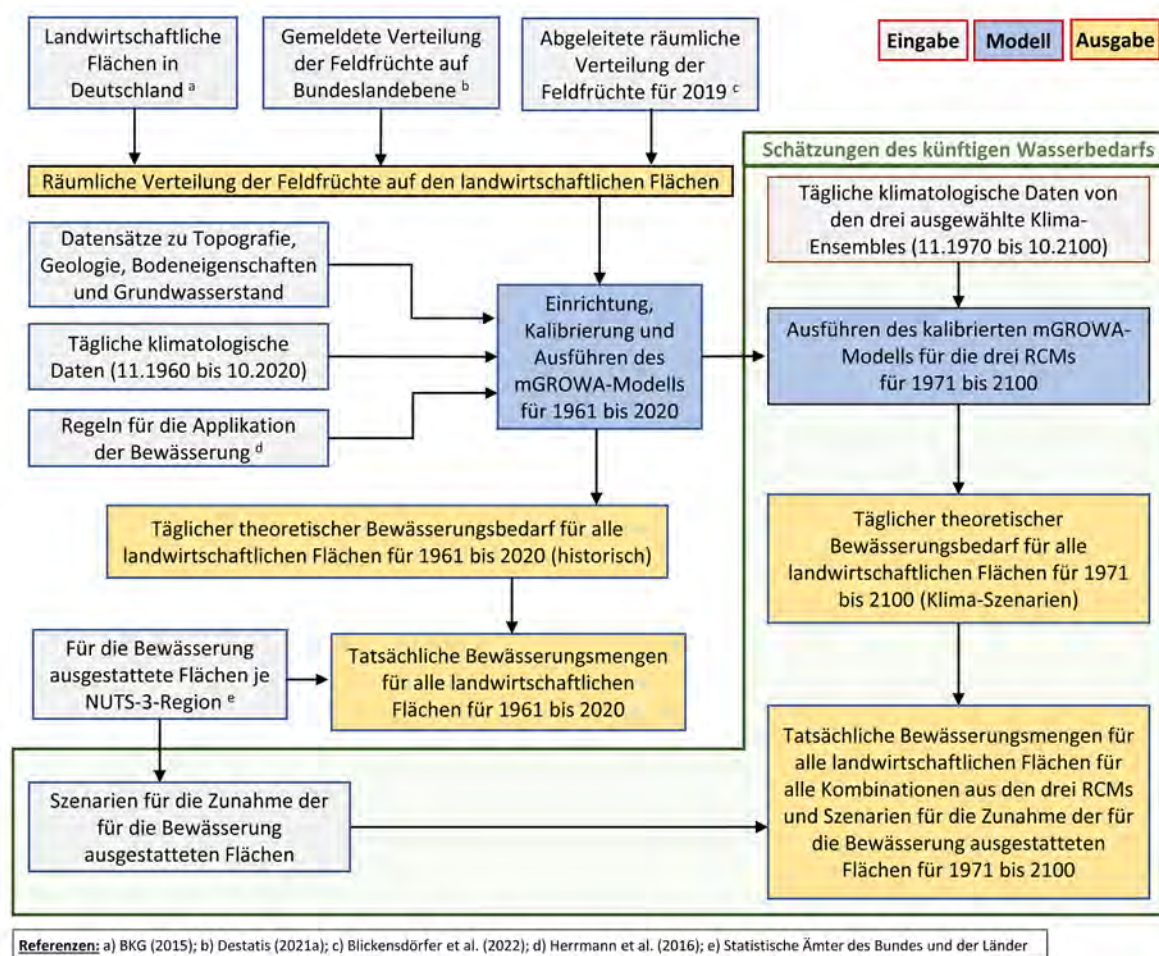 Landwirtschaftliche
Flächen in
Deutschland a
Gemeldete Verteilung
der Feldfrüchte auf
Bundeslandebene b
Abgeleitete räumliche
Verteilung der
Feldfrüchte für 2019 c
Eingabe
Modell
Ausgabe
Räumliche Verteilung der Feldfrüchte auf den landwirtschaftlichen Flächen
Schätzungen des künftigen Wasserbedarfs
Datensätze zu Topografie,
Geologie, Bodeneigenschaften
und Grundwasserstand
Tägliche klimatologische
Daten (11.1960 bis 10.2020)
Regeln für die Applikation
der Bewässerung d
Einrichtung,
Kalibrierung und
Ausführen des
mGROWA-Modells
für 1961 bis 2020
Tägliche klimatologische Daten von
den drei ausgewählte Klima-
Ensembles (11.1970 bis 10.2100)
Ausführen des kalibrierten mGROWA-
Modells für die drei RCMs
für 1971 bis 2100
Täglicher theoretischer Bewässerungsbedarf für alle
landwirtschaftlichen Flächen für 1961 bis 2020 (historisch)
Täglicher theoretischer
Bewässerungsbedarf für alle
landwirtschaftlichen Flächen für 1971
bis 2100 (Klima-Szenarien)
Für die Bewässerung
ausgestattete Flächen je
NUTS-3-Region e
Tatsächliche Bewässerungsmengen
für alle landwirtschaftlichen
Flächen für 1961 bis 2020
Szenarien für die Zunahme der
für die Bewässerung
ausgestatteten Flächen
Tatsächliche Bewässerungsmengen für
alle landwirtschaftlichen Flächen für
alle Kombinationen aus den drei RCMs
und Szenarien für die Zunahme der für
die Bewässerung ausgestatteten
Flächen für 1971 bis 2100
Referenzen: a) BKG (2015); b) Destatis (2021a); c) Blickensdörfer et al. (2022); d) Herrmann et al. (2016); e) Statistische Ämter des Bundes und der Länder